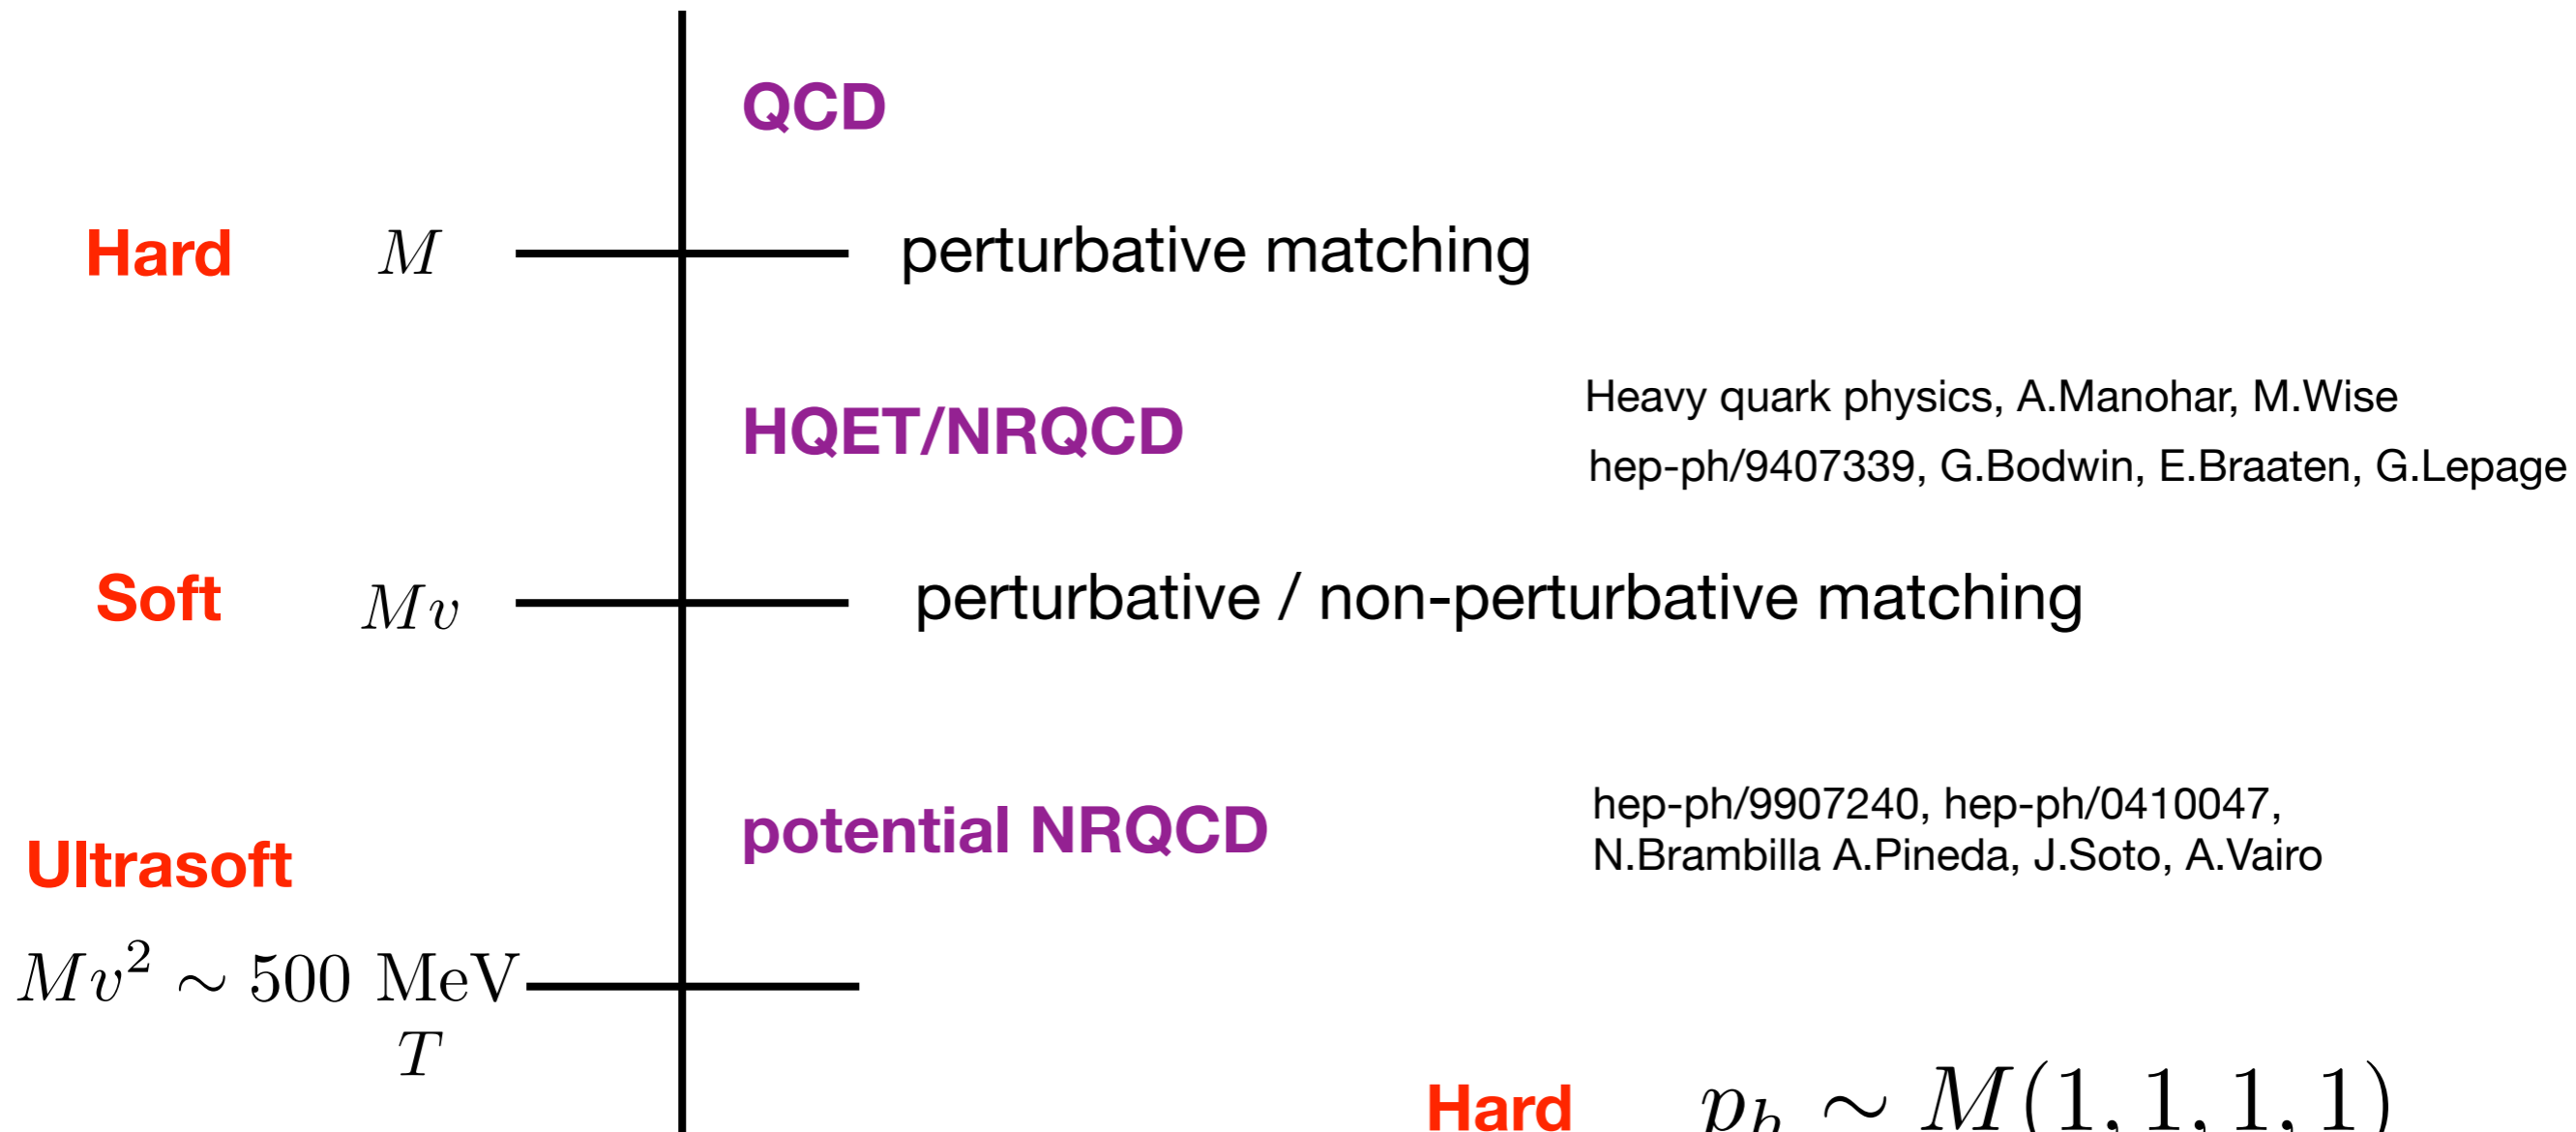 QCD
Hard M perturbative matching
HQET/NRQCD
Heavy quark physics, A.Manohar, M.Wise
hep-ph/9407339, G.Bodwin, E.Braaten, G.Lepage
Soft Mv perturbative / non-perturbative matching
potential NRQCD
hep-ph/9907240, hep-ph/0410047,
N.Brambilla A.Pineda, J.Soto, A.Vairo
Ultrasoft
Mv² ∼ 500 MeV
T
Hard p_h ∼ M(1, 1, 1, 1)